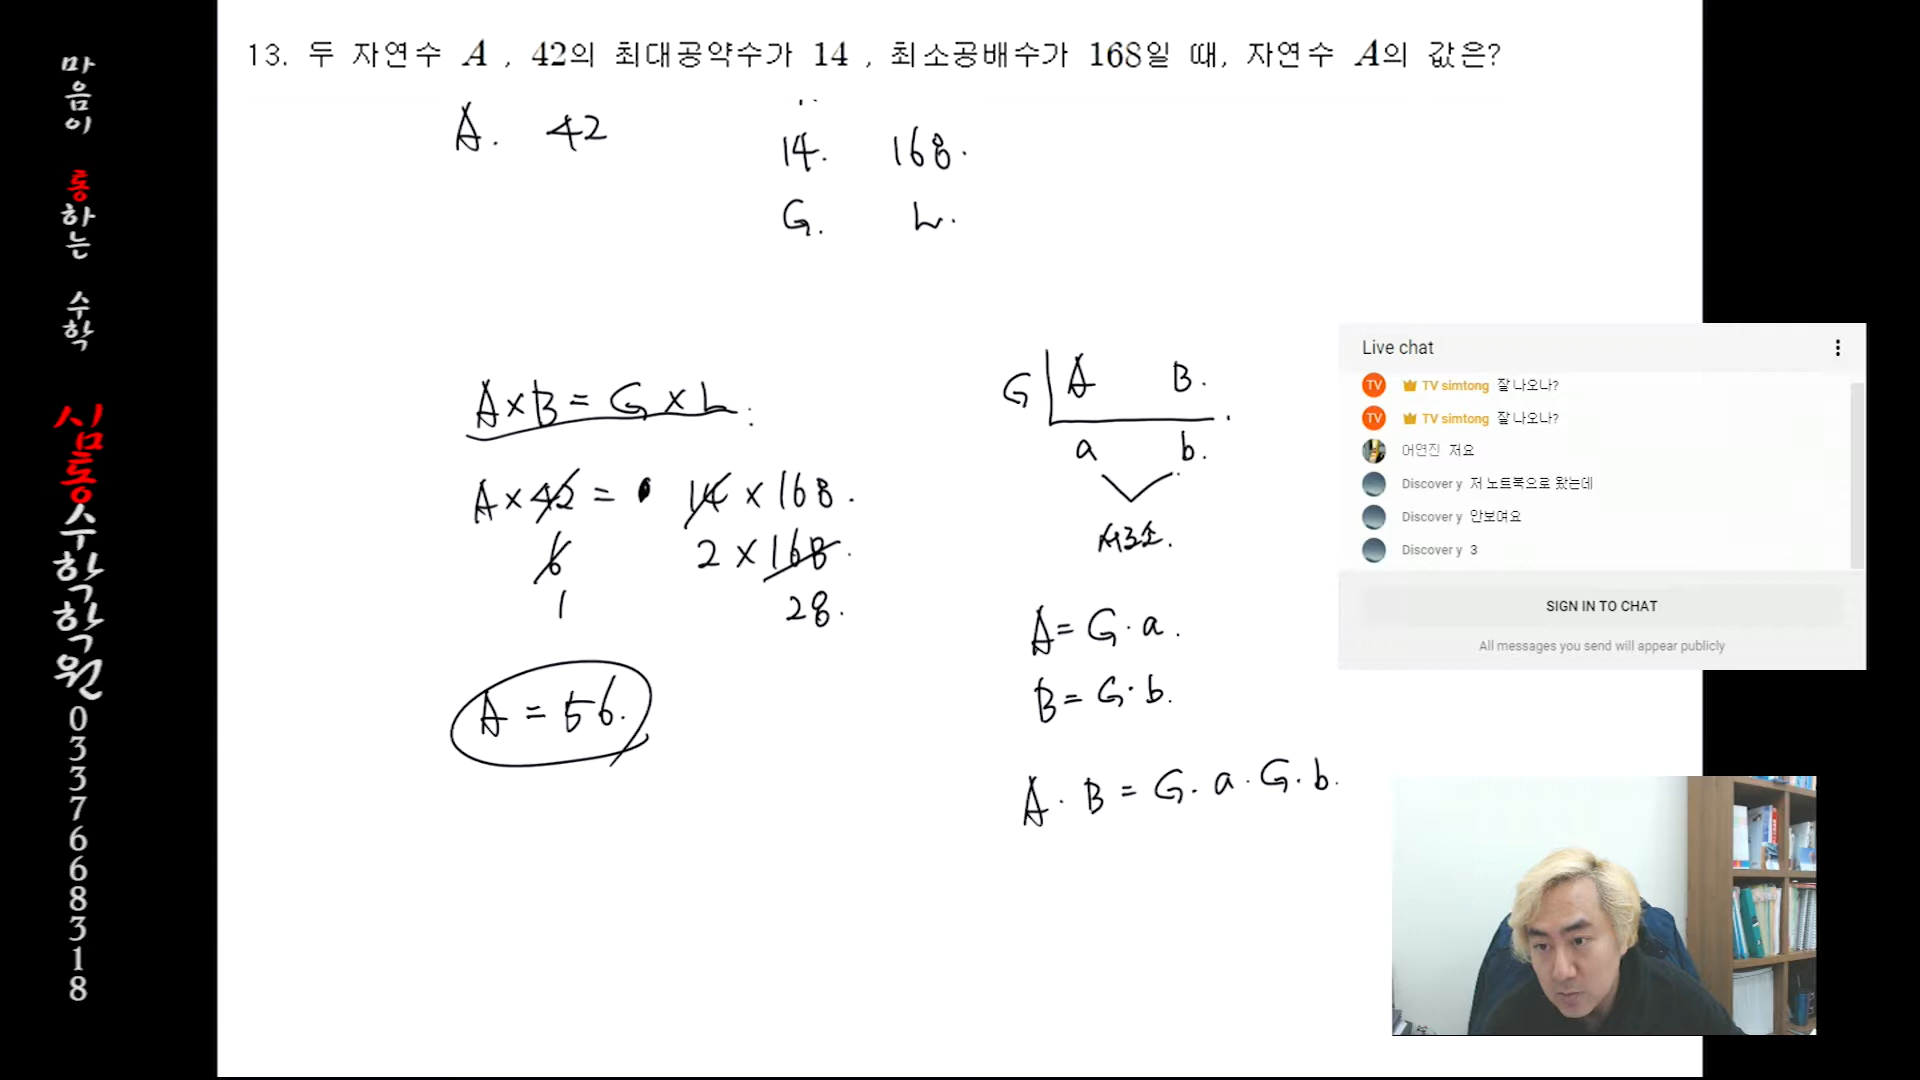 마음이 통하는 수학
심통수학학원
0337668318
13. 두 자연수 A , 42의 최대공약수가 14 , 최소공배수가 168일 때, 자연수 A의 값은?
A. 42
14. 168.
G. L.
A×B = G×L.
A×42 = 14×168.
6 2×168.
1 28.
A = 56.
G A B.
a b.
서로소.
A= G·a.
B= G·b.
A·B = G·a·G·b.
Live chat
TV TV simtong 잘 나오나?
TV TV simtong 잘 나오나?
어연진 저요
Discover y 저 노트북으로 왔는데
Discover y 안보여요
Discover y 3
SIGN IN TO CHAT
All messages you send will appear publicly